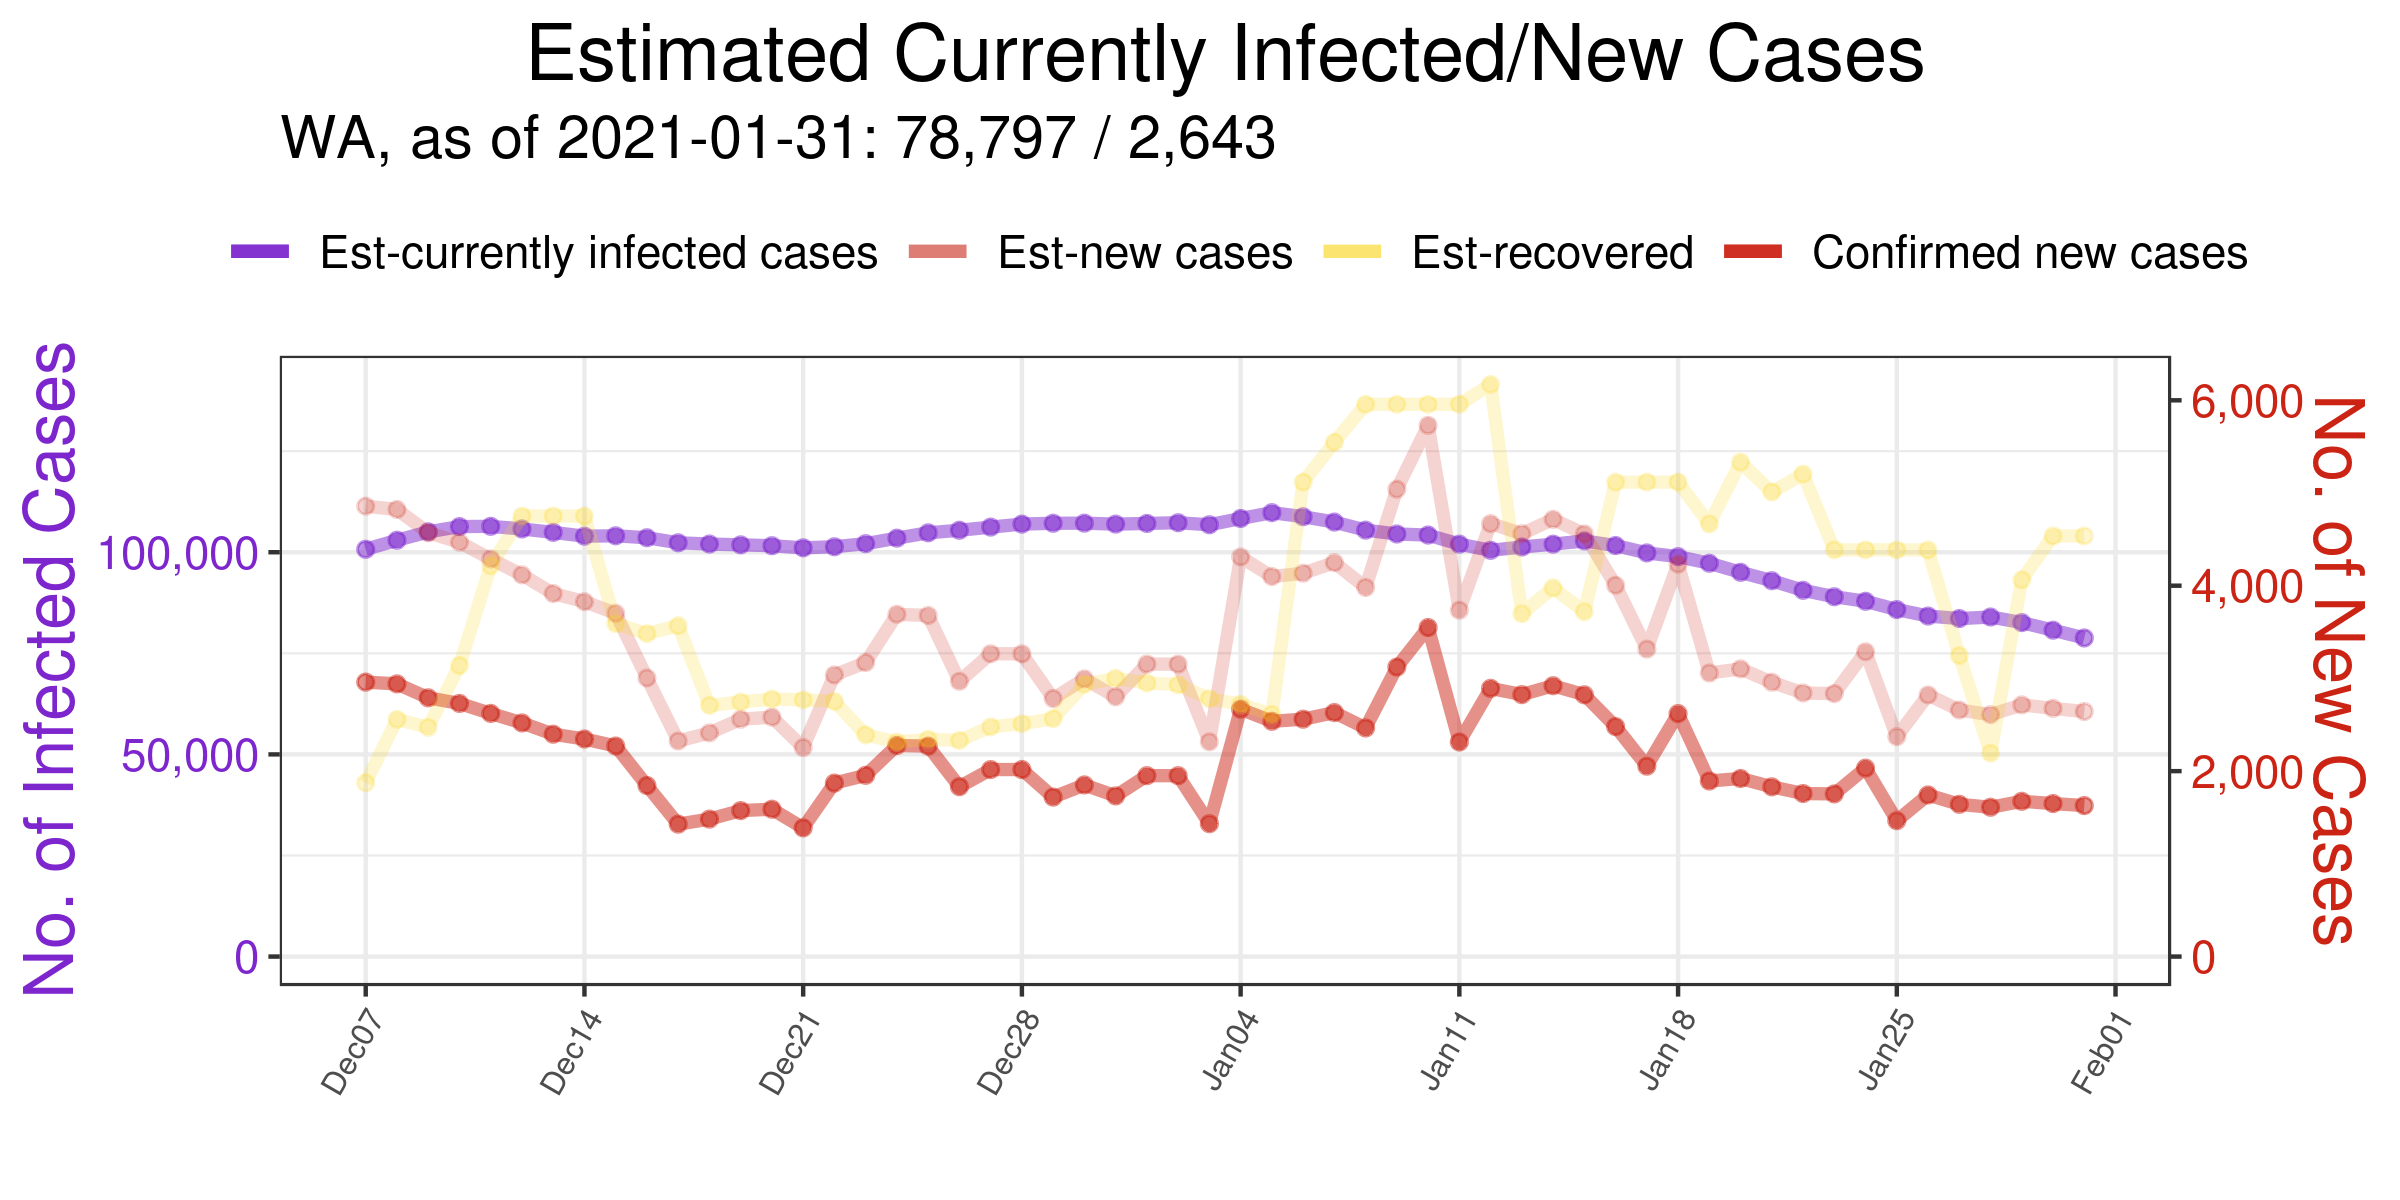 Estimated Currently Infected/New Cases
WA, as of 2021-01-31: 78,797 / 2,643
Est-currently infected cases Est-new cases Est-recovered Confirmed new cases
No. of Infected Cases
100,000
50,000
0
6,000
4,000
2,000
0
No. of New Cases
Dec07 Dec14 Dec21 Dec28 Jan04 Jan11 Jan18 Jan25 Feb01